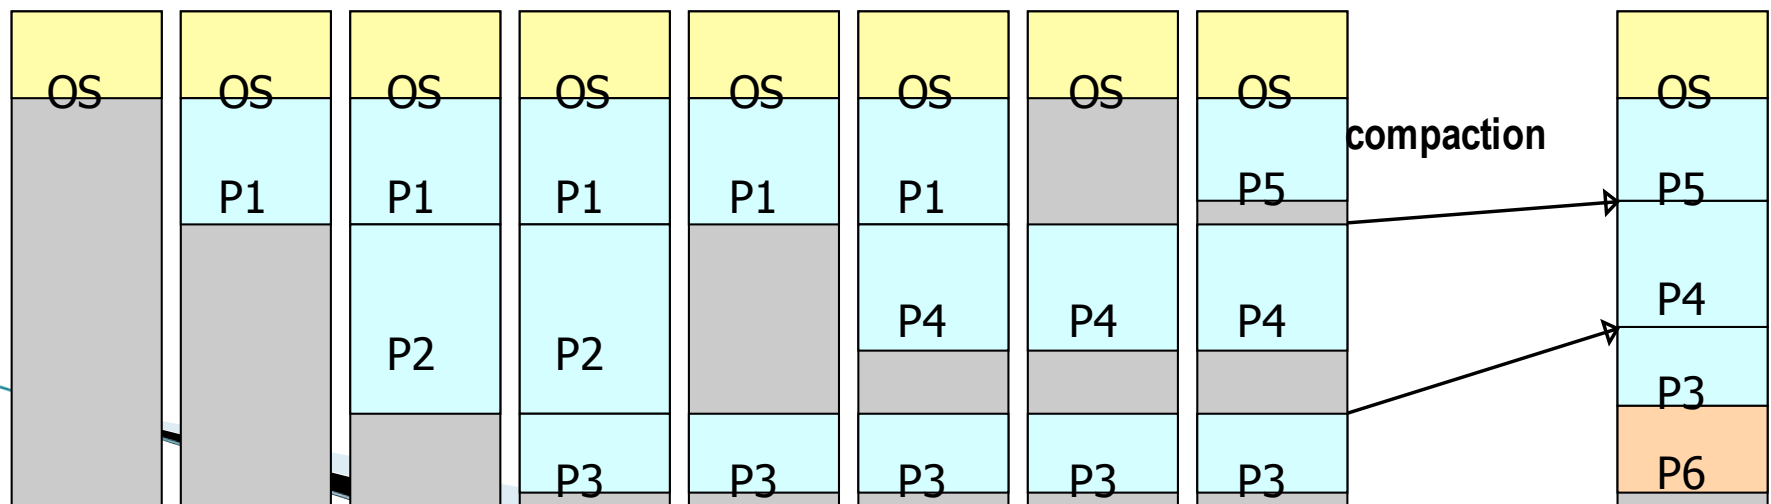 OS OS OS OS OS OS OS OS OS
compaction
P1 P1 P1 P1 P1 P5 P5
P2 P2 P4 P4 P4 P4
P3 P3 P3 P3 P3 P3
P6